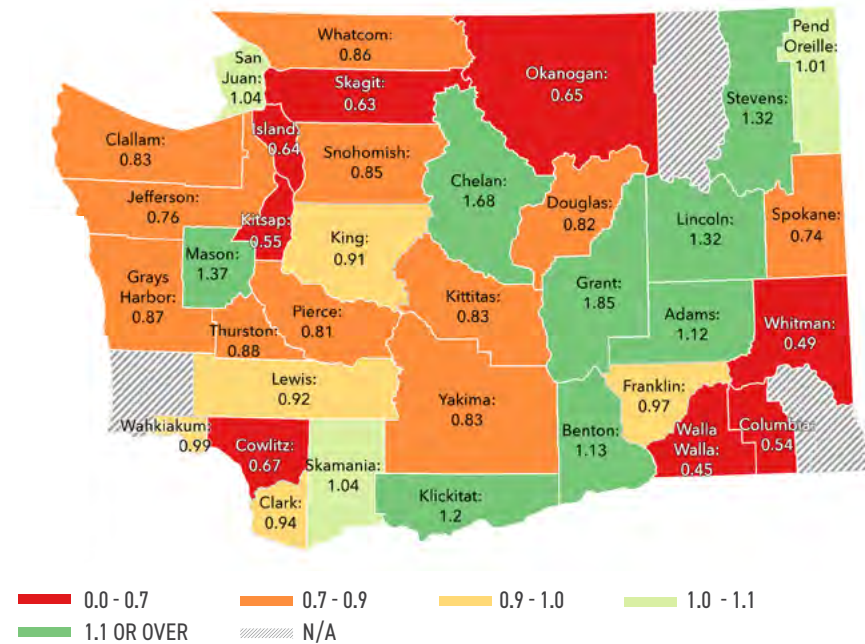 Whatcom:
0.86
San
Juan:
1.04
Skagit:
0.63
Okanogan:
0.65
Pend
Oreille:
1.01
Stevens:
1.32
Clallam:
0.83
Island:
0.64
Snohomish:
0.85
Chelan:
1.68
Jefferson:
0.76
Kitsap:
0.55
Douglas:
0.82
Lincoln:
1.32
Spokane:
0.74
Mason:
1.37
King:
0.91
Grays
Harbor:
0.87
Pierce:
0.81
Kittitas:
0.83
Grant:
1.85
Adams:
1.12
Whitman:
0.49
Thurston:
0.88
Lewis:
0.92
Yakima:
0.83
Franklin:
0.97
Wahkiakum:
0.99
Cowlitz:
0.67
Skamania:
1.04
Benton:
1.13
Walla
Walla:
0.45
Columbia:
0.54
Clark:
0.94
Klickitat:
1.2
0.0 - 0.7
0.7 - 0.9
0.9 - 1.0
1.0 - 1.1
1.1 OR OVER
N/A